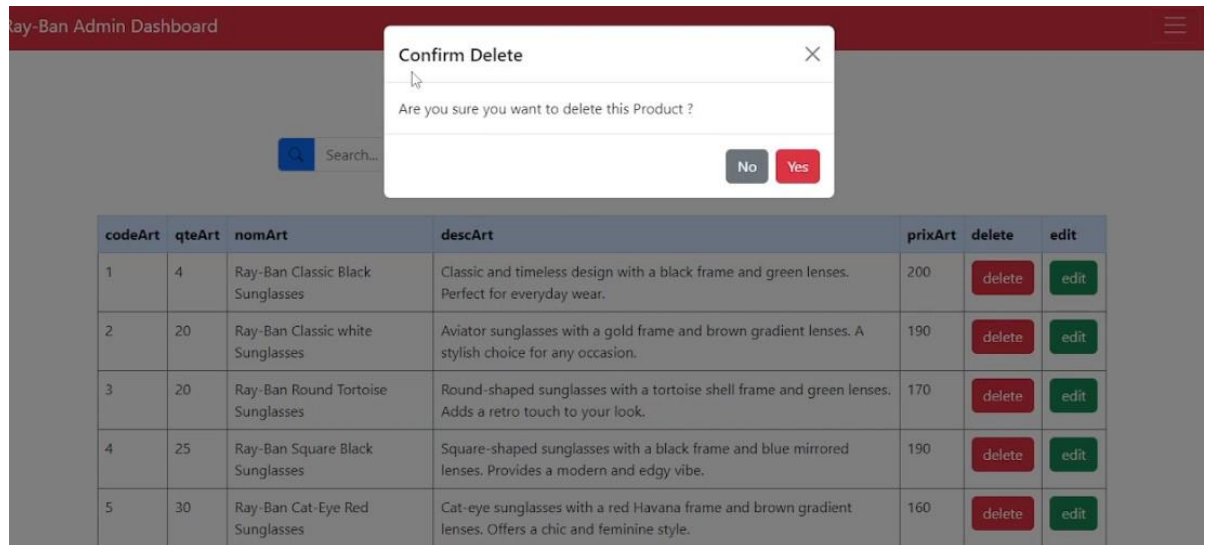 Ray-Ban Admin Dashboard
Confirm Delete
Are you sure you want to delete this Product ?
Search...
No Yes
codeArt qteArt nomArt descArt prixArt delete edit
1 4 Ray-Ban Classic Black Classic and timeless design with a black frame and green lenses. 200 delete edit
Sunglasses Perfect for everyday wear.
2 20 Ray-Ban Classic white Aviator sunglasses with a gold frame and brown gradient lenses. A 190 delete edit
Sunglasses stylish choice for any occasion.
3 20 Ray-Ban Round Tortoise Round-shaped sunglasses with a tortoise shell frame and green lenses. 170 delete edit
Sunglasses Adds a retro touch to your look.
4 25 Ray-Ban Square Black Square-shaped sunglasses with a black frame and blue mirrored 190 delete edit
Sunglasses lenses. Provides a modern and edgy vibe.
5 30 Ray-Ban Cat-Eye Red Cat-eye sunglasses with a red Havana frame and brown gradient 160 delete edit
Sunglasses lenses. Offers a chic and feminine style.